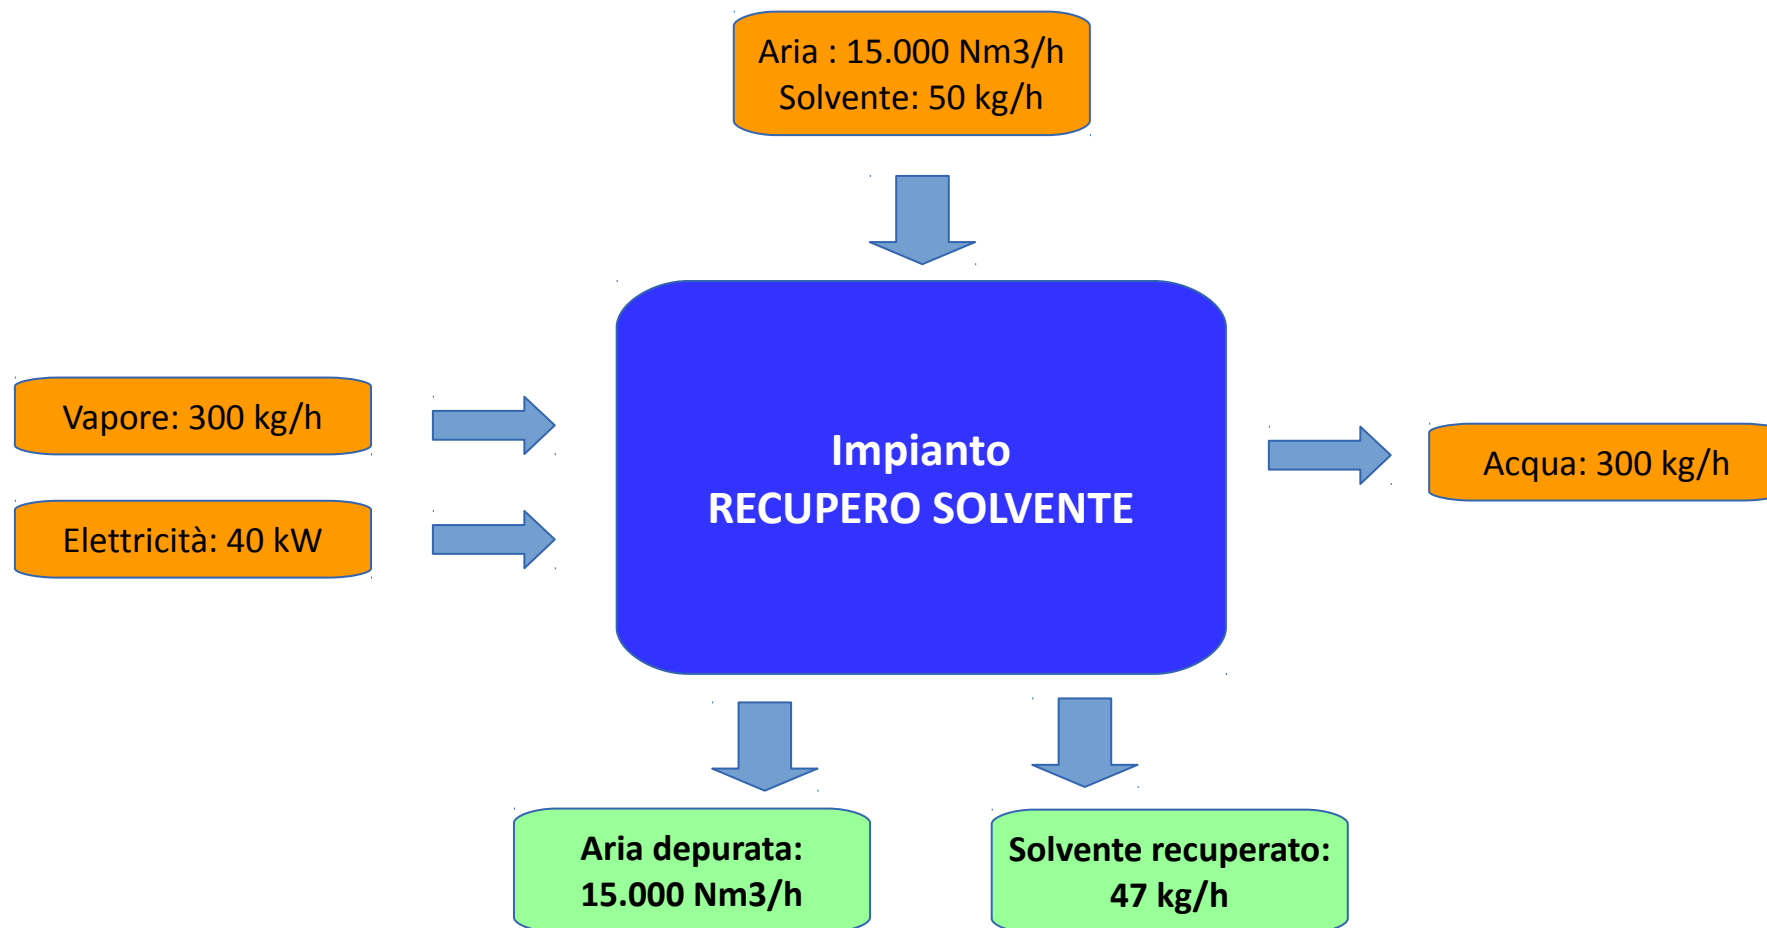 Aria : 15.000 Nm3/h
Solvente: 50 kg/h
Vapore: 300 kg/h
Elettricità: 40 kW
Impianto
RECUPERO SOLVENTE
Acqua: 300 kg/h
Aria depurata:
15.000 Nm3/h
Solvente recuperato:
47 kg/h